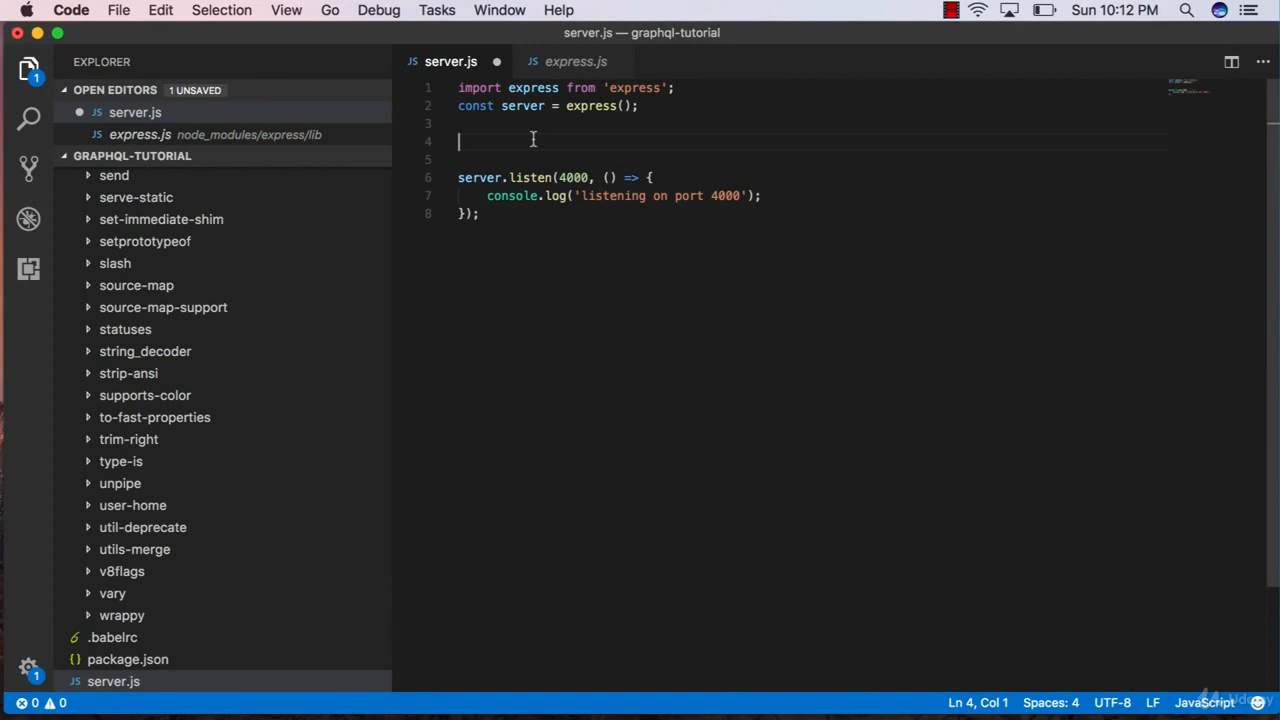 Code File Edit Selection View Go Debug Tasks Window Help Sun 10:12 PM
server.js — graphql-tutorial
EXPLORER
OPEN EDITORS 1 UNSAVED
JS server.js
JS express.js node_modules/express/lib
GRAPHQL-TUTORIAL
send
serve-static
set-immediate-shim
setprototypeof
slash
source-map
source-map-support
statuses
string_decoder
strip-ansi
supports-color
to-fast-properties
trim-right
type-is
unpipe
user-home
util-deprecate
utils-merge
v8flags
vary
wrappy
.babelrc
{} package.json
JS server.js
1
1
JS server.js JS express.js
1 import express from 'express';
2 const server = express();
3
4
5
6 server.listen(4000, () => {
7 console.log('listening on port 4000');
8 });
0 0 Ln 4, Col 1 Spaces: 4 UTF-8 LF JavaScript
Udemy